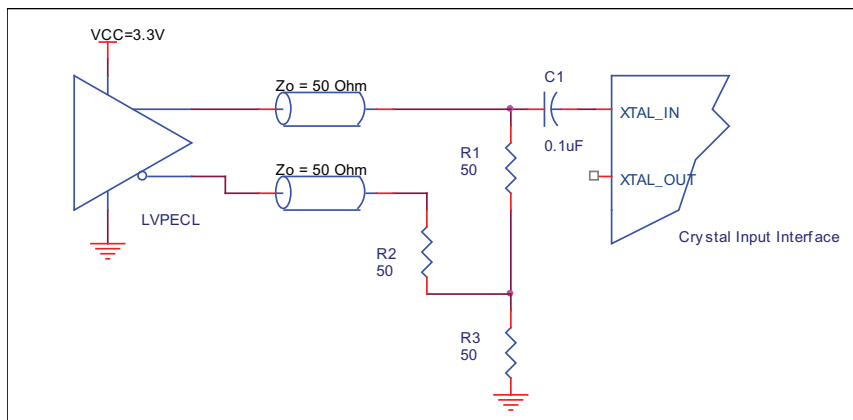 VCC=3.3V
Zo = 50 Ohm
C1
XTAL_IN
0.1uF
R1
50
Zo = 50 Ohm
XTAL_OUT
LVPECL
Crystal Input Interface
R2
50
R3
50